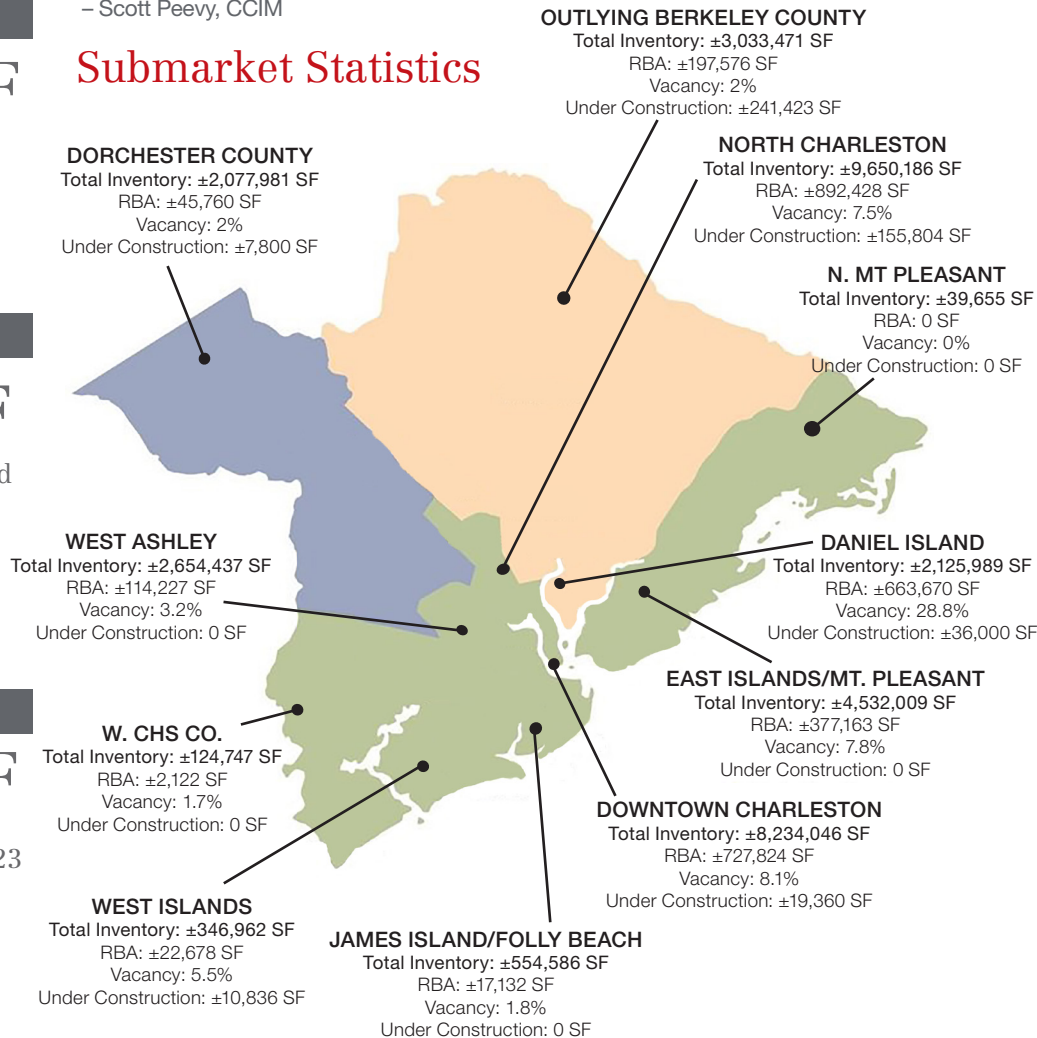 – Scott Peevy, CCIM
Submarket Statistics
OUTLYING BERKELEY COUNTY
Total Inventory: ±3,033,471 SF
RBA: ±197,576 SF
Vacancy: 2%
Under Construction: ±241,423 SF
NORTH CHARLESTON
Total Inventory: ±9,650,186 SF
RBA: ±892,428 SF
Vacancy: 7.5%
Under Construction: ±155,804 SF
DORCHESTER COUNTY
Total Inventory: ±2,077,981 SF
RBA: ±45,760 SF
Vacancy: 2%
Under Construction: ±7,800 SF
N. MT PLEASANT
Total Inventory: ±39,655 SF
RBA: 0 SF
Vacancy: 0%
Under Construction: 0 SF
WEST ASHLEY
Total Inventory: ±2,654,437 SF
RBA: ±114,227 SF
Vacancy: 3.2%
Under Construction: 0 SF
DANIEL ISLAND
Total Inventory: ±2,125,989 SF
RBA: ±663,670 SF
Vacancy: 28.8%
Under Construction: ±36,000 SF
EAST ISLANDS/MT. PLEASANT
Total Inventory: ±4,532,009 SF
RBA: ±377,163 SF
Vacancy: 7.8%
Under Construction: 0 SF
W. CHS CO.
Total Inventory: ±124,747 SF
RBA: ±2,122 SF
Vacancy: 1.7%
Under Construction: 0 SF
DOWNTOWN CHARLESTON
Total Inventory: ±8,234,046 SF
RBA: ±727,824 SF
Vacancy: 8.1%
Under Construction: ±19,360 SF
WEST ISLANDS
Total Inventory: ±346,962 SF
RBA: ±22,678 SF
Vacancy: 5.5%
Under Construction: ±10,836 SF
JAMES ISLAND/FOLLY BEACH
Total Inventory: ±554,586 SF
RBA: ±17,132 SF
Vacancy: 1.8%
Under Construction: 0 SF
F
F
d
F
23